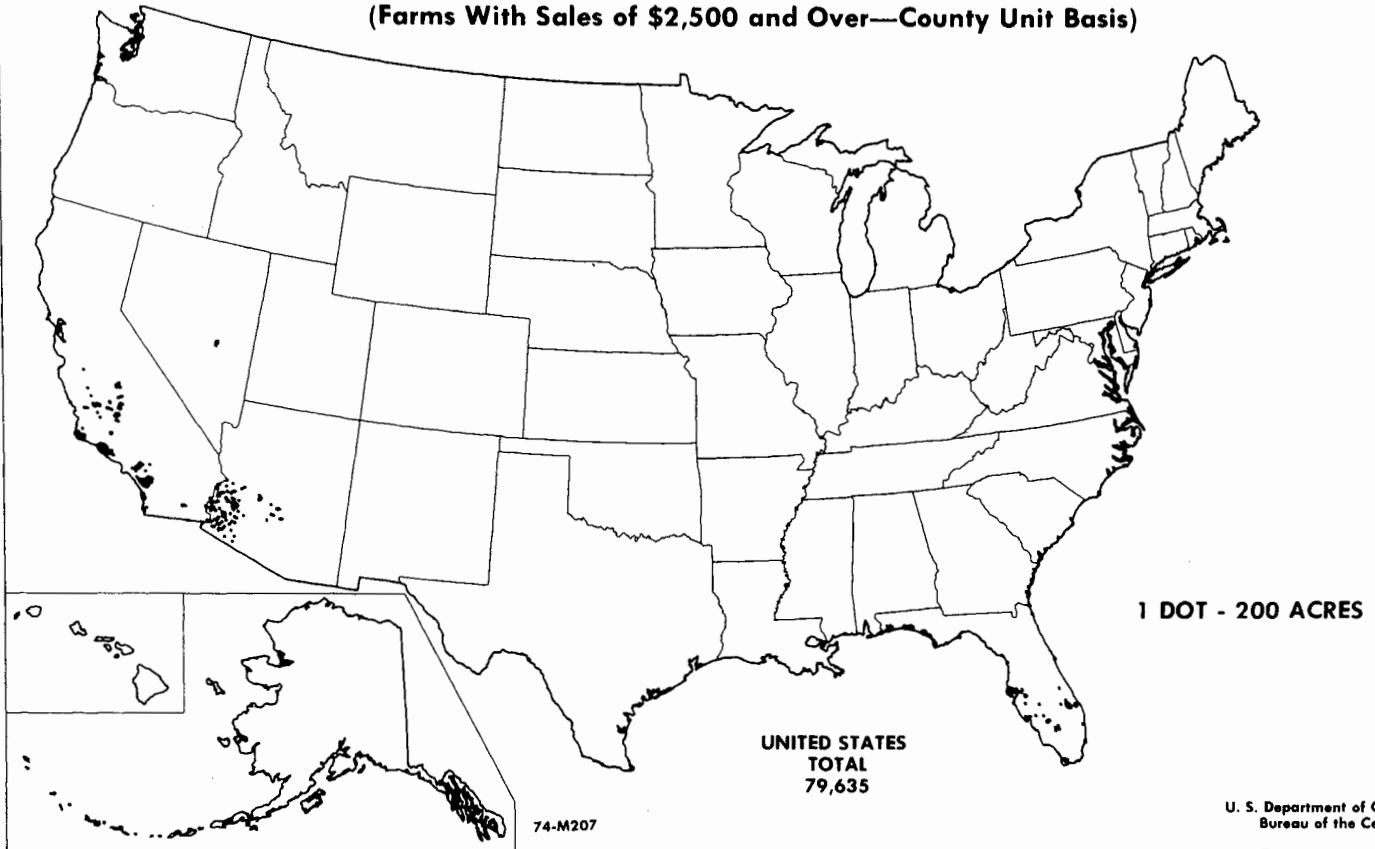 (Farms With Sales of $2,500 and Over—County Unit Basis)
1 DOT - 200 ACRES
UNITED STATES
TOTAL
79,635
74-M207
U. S. Department of
Bureau of the